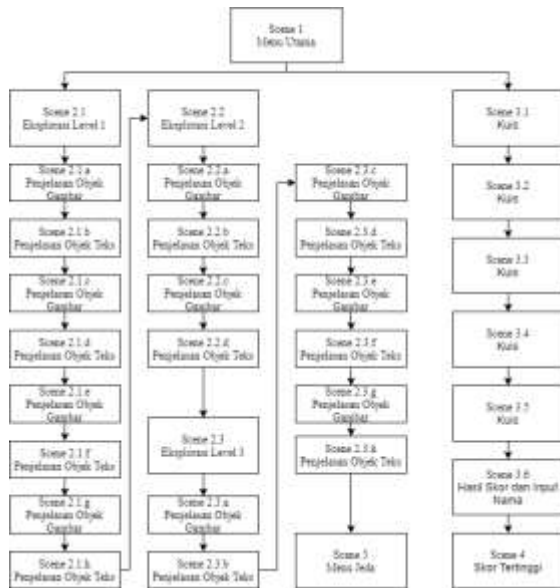 Scene 1
Menu Utama
Scene 2.1
Eksplorasi Level 1
Scene 2.1.a
Penjelasan Objek
Gambar
Scene 2.1.b
Penjelasan Objek Teks
Scene 2.1.c
Penjelasan Objek
Gambar
Scene 2.1.d
Penjelasan Objek Teks
Scene 2.1.e
Penjelasan Objek
Gambar
Scene 2.1.f
Penjelasan Objek Teks
Scene 2.1.g
Penjelasan Objek
Gambar
Scene 2.1.h
Penjelasan Objek Teks
Scene 2.2
Eksplorasi Level 2
Scene 2.2.a
Penjelasan Objek
Gambar
Scene 2.2.b
Penjelasan Objek Teks
Scene 2.2.c
Penjelasan Objek
Gambar
Scene 2.2.d
Penjelasan Objek Teks
Scene 2.3
Eksplorasi Level 3
Scene 2.3.a
Penjelasan Objek
Gambar
Scene 2.3.b
Penjelasan Objek Teks
Scene 2.3.c
Penjelasan Objek
Gambar
Scene 2.3.d
Penjelasan Objek Teks
Scene 2.3.e
Penjelasan Objek
Gambar
Scene 2.3.f
Penjelasan Objek Teks
Scene 2.3.g
Penjelasan Objek
Gambar
Scene 2.3.h
Penjelasan Objek Teks
Scene 5
Menu Jeda
Scene 3.1
Kuis
Scene 3.2
Kuis
Scene 3.3
Kuis
Scene 3.4
Kuis
Scene 3.5
Kuis
Scene 3.6
Hasil Skor dan Input
Nama
Scene 4
Skor Tertinggi